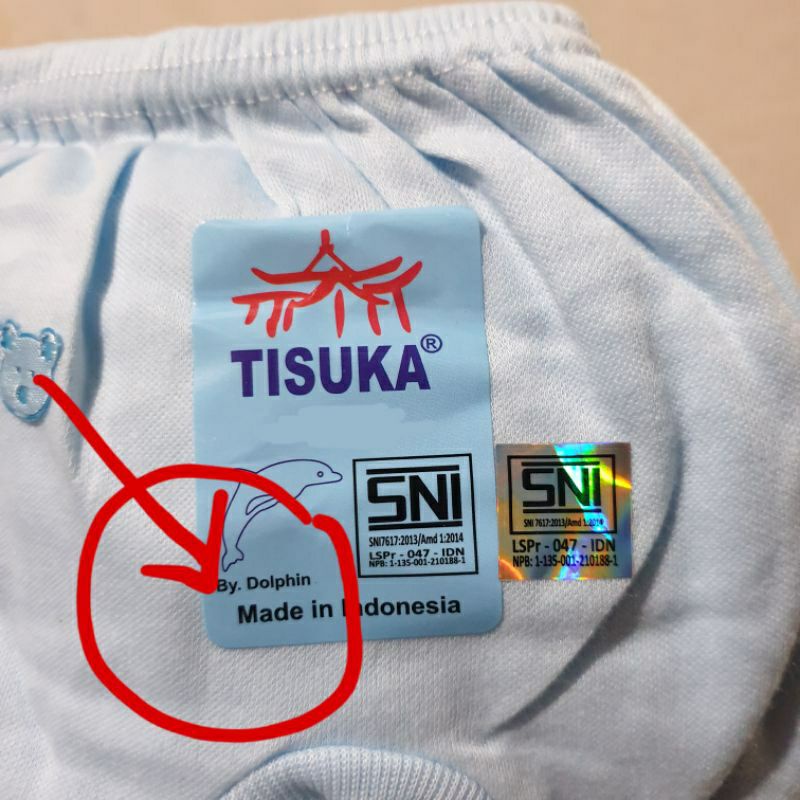 TISUKA®
SNI
SNI7617:2013/Amd 1:2014
LSPr - 047 - IDN
NPB: 1-135-001-210188-1
SNI
SNI 7617:2013/Amd 1:2014
LSPr - 047 - IDN
NPB: 1-135-001-210188-1
By. Dolphin
Made in Indonesia